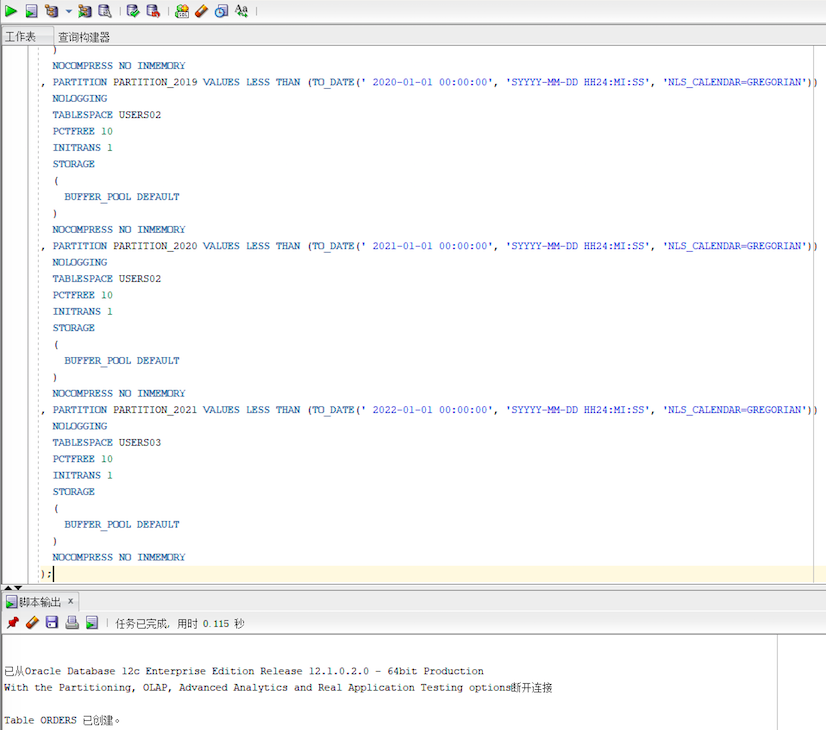 工作表 查询构建器
)
NOCOMPRESS NO INMEMORY
, PARTITION PARTITION_2019 VALUES LESS THAN (TO_DATE(' 2020-01-01 00:00:00', 'SYYYY-MM-DD HH24:MI:SS', 'NLS_CALENDAR=GREGORIAN'))
NOLOGGING
TABLESPACE USERS02
PCTFREE 10
INITRANS 1
STORAGE
(
BUFFER_POOL DEFAULT
)
NOCOMPRESS NO INMEMORY
, PARTITION PARTITION_2020 VALUES LESS THAN (TO_DATE(' 2021-01-01 00:00:00', 'SYYYY-MM-DD HH24:MI:SS', 'NLS_CALENDAR=GREGORIAN'))
NOLOGGING
TABLESPACE USERS02
PCTFREE 10
INITRANS 1
STORAGE
(
BUFFER_POOL DEFAULT
)
NOCOMPRESS NO INMEMORY
, PARTITION PARTITION_2021 VALUES LESS THAN (TO_DATE(' 2022-01-01 00:00:00', 'SYYYY-MM-DD HH24:MI:SS', 'NLS_CALENDAR=GREGORIAN'))
NOLOGGING
TABLESPACE USERS03
PCTFREE 10
INITRANS 1
STORAGE
(
BUFFER_POOL DEFAULT
)
NOCOMPRESS NO INMEMORY
);
脚本输出 x
任务已完成, 用时 0.115 秒
已从Oracle Database 12c Enterprise Edition Release 12.1.0.2.0 - 64bit Production
With the Partitioning, OLAP, Advanced Analytics and Real Application Testing options断开连接
Table ORDERS 已创建。